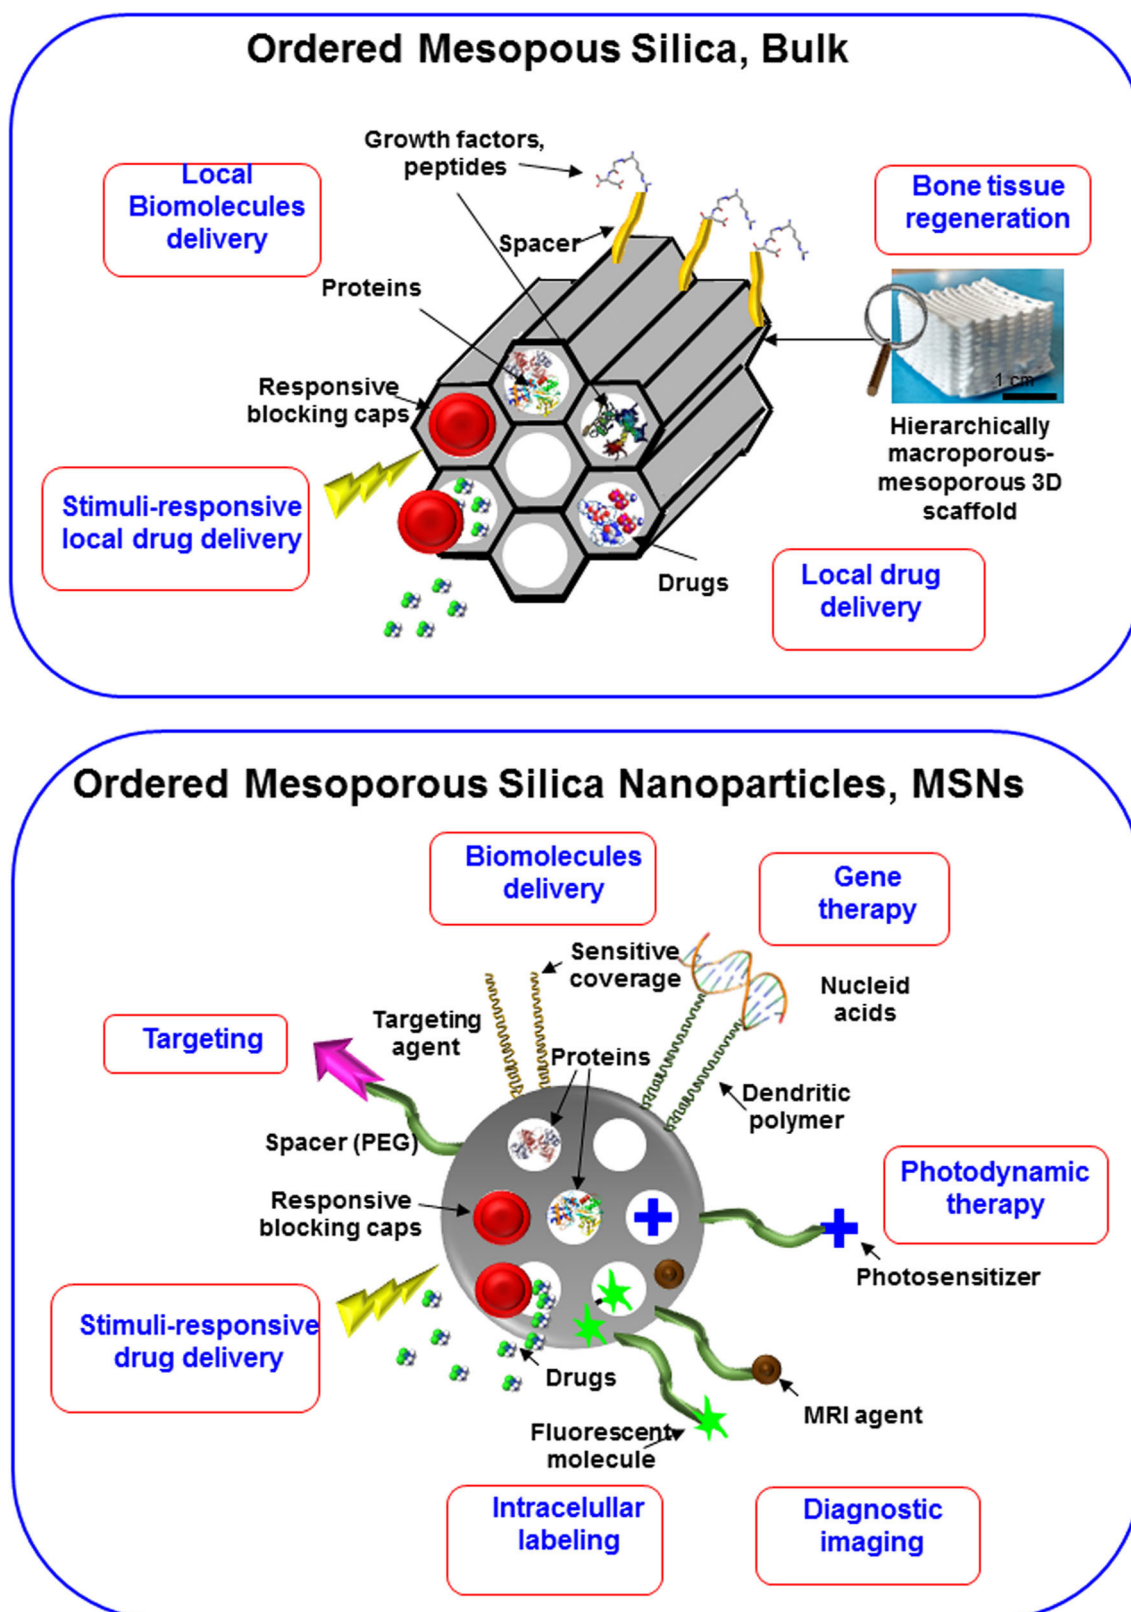 Ordered Mesopous Silica, Bulk
Growth factors,
peptides
Local
Biomolecules
delivery
Bone tissue
regeneration
Spacer
Proteins
Responsive
blocking caps
1 cm
Hierarchically
macroporous-
mesoporous 3D
scaffold
Stimuli-responsive
local drug delivery
Drugs
Local drug
delivery
Ordered Mesoporous Silica Nanoparticles, MSNs
Biomolecules
delivery
Gene
therapy
Sensitive
coverage
Nucleid
acids
Targeting
Targeting
agent
Proteins
Dendritic
polymer
Spacer (PEG)
Photodynamic
therapy
Responsive
blocking caps
Photosensitizer
Stimuli-responsive
drug delivery
Drugs
MRI agent
Fluorescent
molecule
Intracelullar
labeling
Diagnostic
imaging